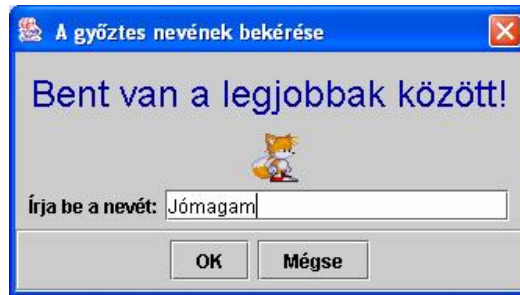 A győztes nevének bekérése
Bent van a legjobbak között!
Írja be a nevét: Jómagam
OK Mégse